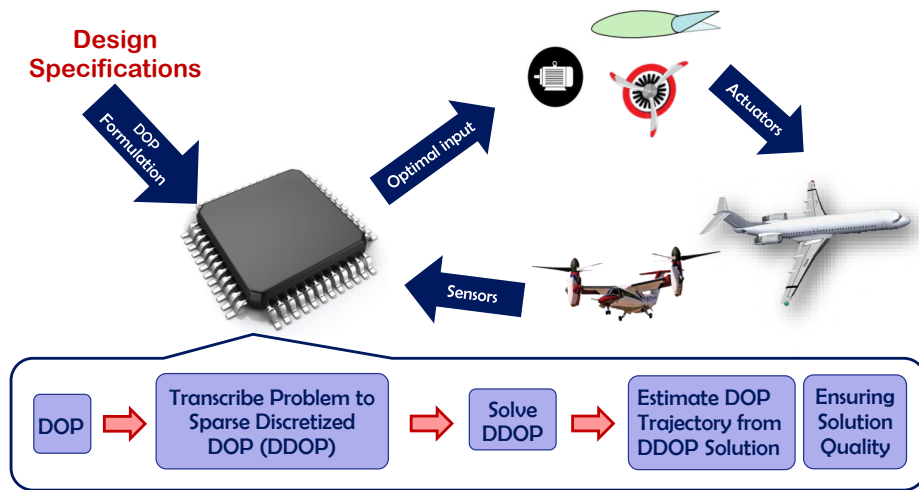 Design
Specifications
DOP
Formulation
Optimal input
Actuators
Sensors
DOP
Transcribe Problem to
Sparse Discretized
DOP (DDOP)
Solve
DDOP
Estimate DOP
Trajectory from
DDOP Solution
Ensuring
Solution
Quality